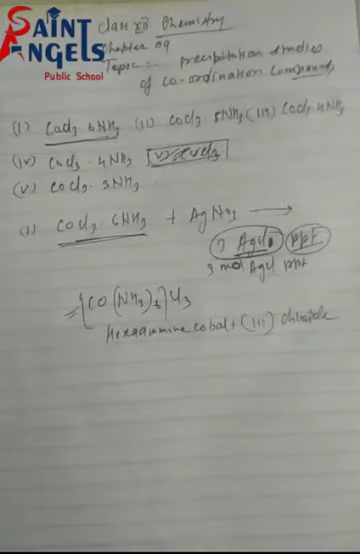 SAINT
ANGELS
Public School
Class XII Chemistry
Chapter 09
Topic:- precipitation studies
of co-ordination compounds
(i) CoCl3 6NH3 (ii) CoCl3 5NH3 (iii) CoCl3 4NH3
(iv) CoCl3 . 4NH3
(v) CoCl3 . 3NH3
(i) CoCl3 6NH3 + AgNO3 →
3 AgCl ppt
3 mol AgCl ppt
= [CO(NH3)6]Cl3
Hexaammine cobalt (III) chloride